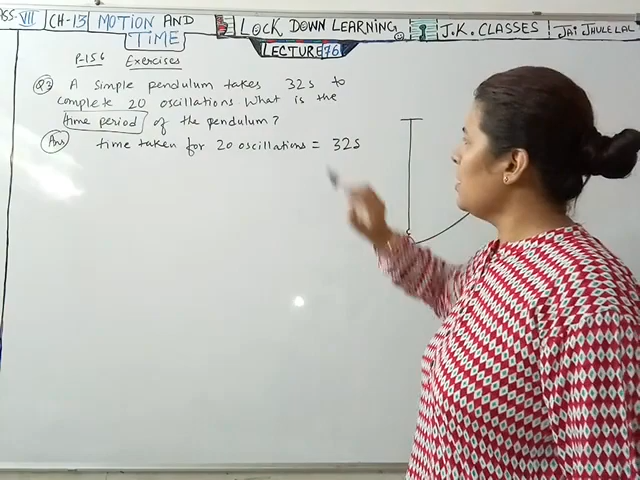 ASS-VII CH-13 MOTION AND TIME LOCK DOWN LEARNING J.K. CLASSES JAI JHULELAL
LECTURE 76
P-156 Exercises
Q3 A simple pendulum takes 32s to
complete 20 oscillations What is the
time period of the pendulum?
Ans time taken for 20 oscillations = 32s